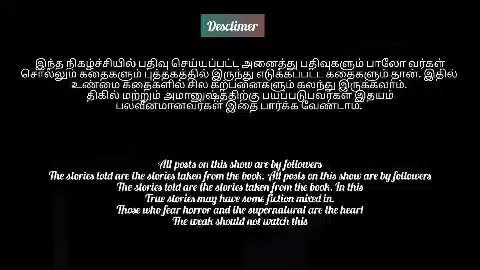 Desclimer
இந்த நிகழ்ச்சியில் பதிவு செய்யப்பட்ட அனைத்து பதிவுகளும் பாலோ வர்கள்
சொல்லும் கதைகளும் புத்தகத்தில் இருந்து எடுக்கப்பட்ட கதைகளும் தான். இதில்
உண்மை கதைகளில் சில கற்பனைகளும் கலந்து இருக்கலாம்.
திகில் மற்றும் அமானுஷ்த்திற்கு பயப்படுபவர்கள் இதயம்
பலவீனமானவர்கள் இதை பார்க்க வேண்டாம்.
All posts on this show are by followers
The stories told are the stories taken from the book. All posts on this show are by followers
The stories told are the stories taken from the book. In this
True stories may have some fiction mixed in.
Those who fear horror and the supernatural are the heart
The weak should not watch this